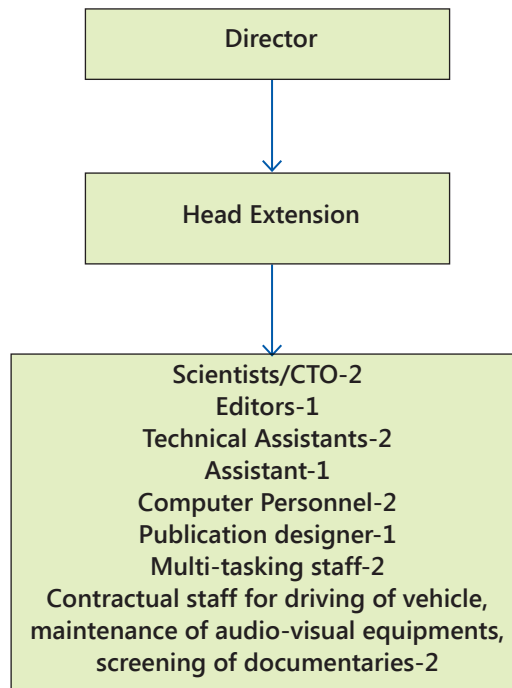 Director
Head Extension
Scientists/CTO-2
Editors-1
Technical Assistants-2
Assistant-1
Computer Personnel-2
Publication designer-1
Multi-tasking staff-2
Contractual staff for driving of vehicle,
maintenance of audio-visual equipments,
screening of documentaries-2